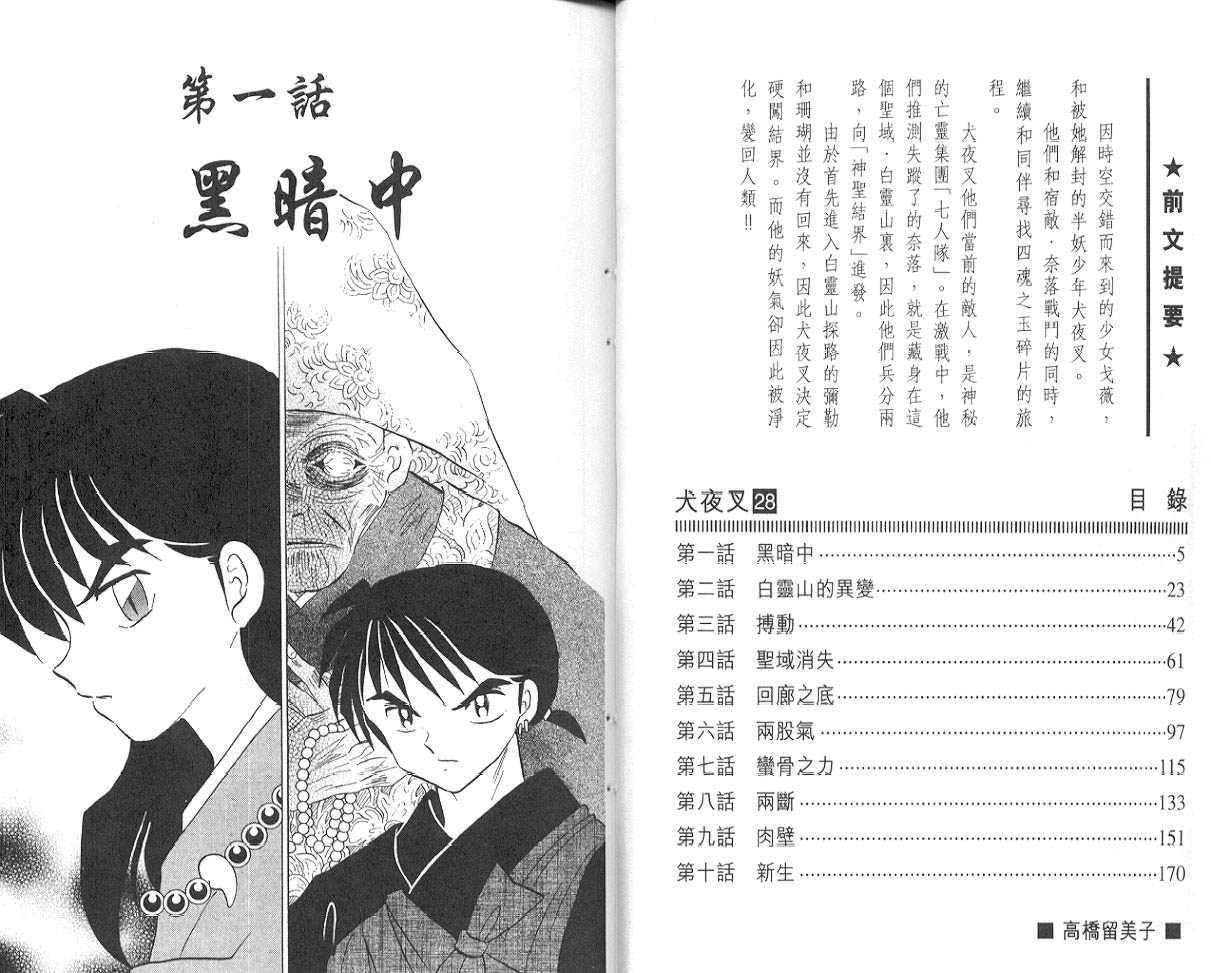 ★前文提要★
因時空交錯而來到的少女戈薇，
和被她解封的半妖少年犬夜叉。
他們和宿敵．奈落戰鬥的同時，
繼續和同伴尋找四魂之玉碎片的旅
程。
犬夜叉他們當前的敵人，是神秘
的亡靈集團「七人隊」。在激戰中，他
們推測失蹤了的奈落，就是藏身在這
個聖域．白靈山裏，因此他們兵分兩
路，向「神聖結界」進發。
由於首先進入白靈山探路的彌勒
和珊瑚並沒有回來，因此犬夜叉決定
硬闖結界。而他的妖氣卻因此被淨
化，變回人類!!
犬夜叉28 目 錄
第一話 黑暗中 5
第二話 白靈山的異變 23
第三話 搏動 42
第四話 聖域消失 61
第五話 回廊之底 79
第六話 兩股氣 97
第七話 蠻骨之力 115
第八話 兩斷 133
第九話 肉壁 151
第十話 新生 170
■ 高橋留美子 ■
第一話
黑暗中